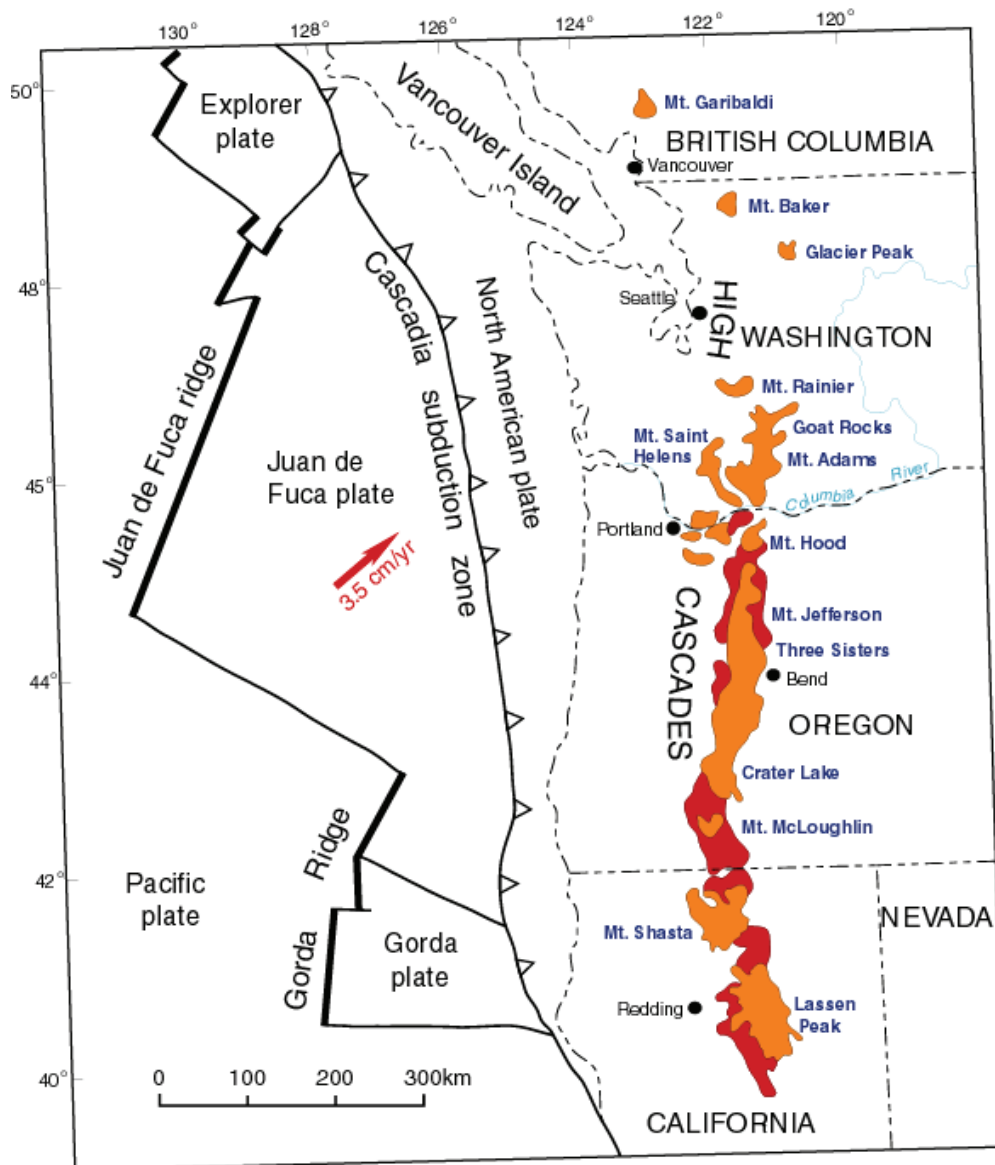 130°
128°
126°
124°
122°
120°
50°
48°
45°
44°
42°
40°
Explorer
plate
Vancouver Island
Mt. Garibaldi
BRITISH COLUMBIA
Vancouver
Mt. Baker
Glacier Peak
Seattle
HIGH
WASHINGTON
Cascadia
subduction
zone
North American plate
Juan de Fuca ridge
Juan de
Fuca plate
3.5 cm/yr
Mt. Rainier
Goat Rocks
Mt. Saint
Helens
Mt. Adams
Columbia
River
Portland
Mt. Hood
CASCADES
Mt. Jefferson
Three Sisters
Bend
OREGON
Crater Lake
Mt. McLoughlin
Ridge
Gorda
Pacific
plate
Gorda
plate
Mt. Shasta
NEVADA
Redding
Lassen
Peak
0
100
200
300km
CALIFORNIA